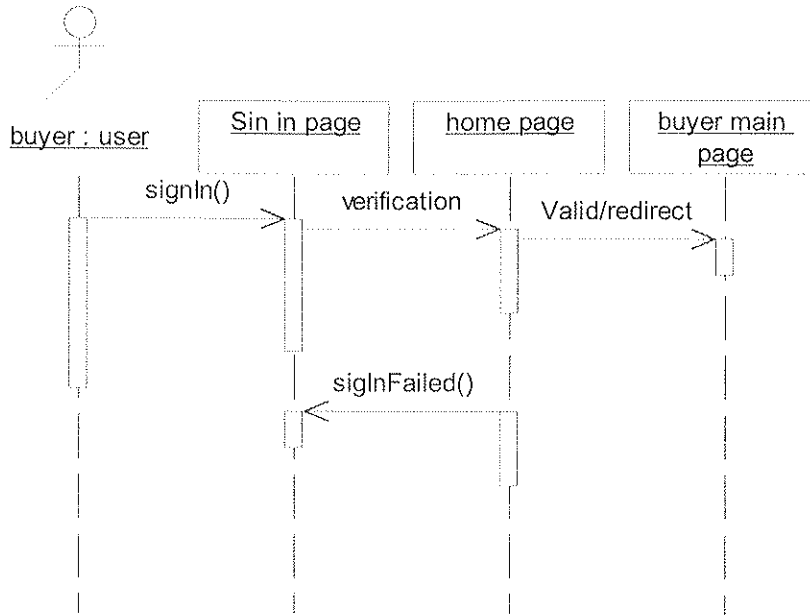 buyer : user
Sin in page
home page
buyer main
page
signIn()
verification
Valid/redirect
sigInFailed()